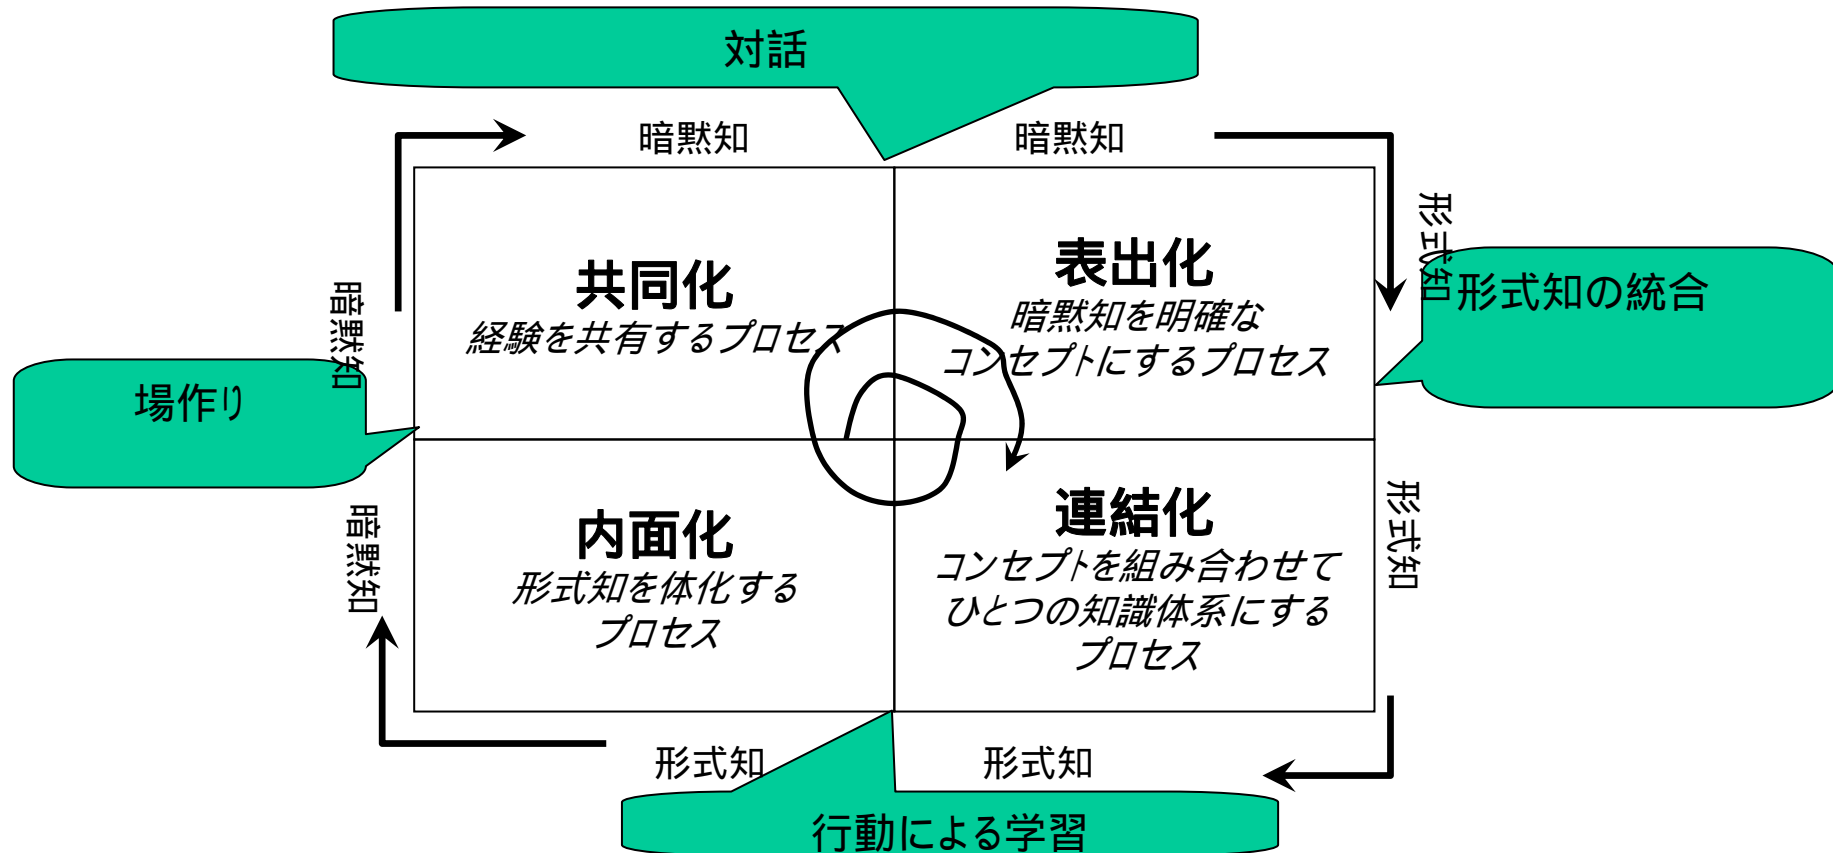 対話
暗黙知
暗黙知
形式知
暗黙知
共同化
経験を共有するプロセス
表出化
暗黙知を明確な
コンセプトにするプロセス
形式知の統合
場作り
暗黙知
内面化
形式知を体化する
プロセス
連結化
コンセプトを組み合わせて
ひとつの知識体系にする
プロセス
形式知
形式知
形式知
行動による学習